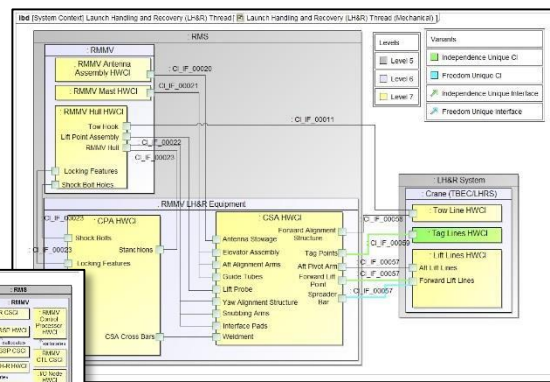 ibd [System Context] Launch Handling and Recovery (LH&R) Thread [ Launch Handling and Recovery (LH&R) Thread (Mechanical) ]
: RMS
: RMMV
: RMMV Antenna
Assembly HWCI
: RMMV Mast HWCI
: RMMV Hull HWCI
Tow Hook
Lift Point Assembly
RMMV Hull
Locking Features
Shock Bolt Holes
: CI_IF_00020
: CI_IF_00021
: CI_IF_00022
CI_IF_00023
: CI_IF_00011
Levels
Level 5
Level 6
Level 7
Variants
Independence Unique CI
Freedom Unique CI
Independence Unique Interface
Freedom Unique Interface
: RMMV LH&R Equipment
: CI_IF_00023
: CI_IF_00023
: CPA HWCI
Shock Bolts
Stanchions
Locking Features
CSA Cross Bars
: CSA HWCI
Antenna Stowage
Elevator Assembly
Aft Alignment Arms
Guide Tubes
Lift Probe
Yaw Alignment Structure
Snubbing Arms
Interface Pads
Weldment
Forward Alignment
Structure
Tag Points
Aft Pivot Arm
Forward Lift
Point
Spreader
Bar
: CI_IF_00058
: CI_IF_00059
: CI_IF_00057
: CI_IF_00057
: CI_IF_00057
: LH&R System
: Crane (TBEC/LHRS)
: Tow Line HWCI
: Tag Lines HWCI
: Lift Lines HWCI
Aft Lift Lines
Forward Lift Lines
: RMS
: RMMV
: RMMV
Control
Processor
HWCI
: RMMV
CTL CSCI
: I/O Node
HWCI